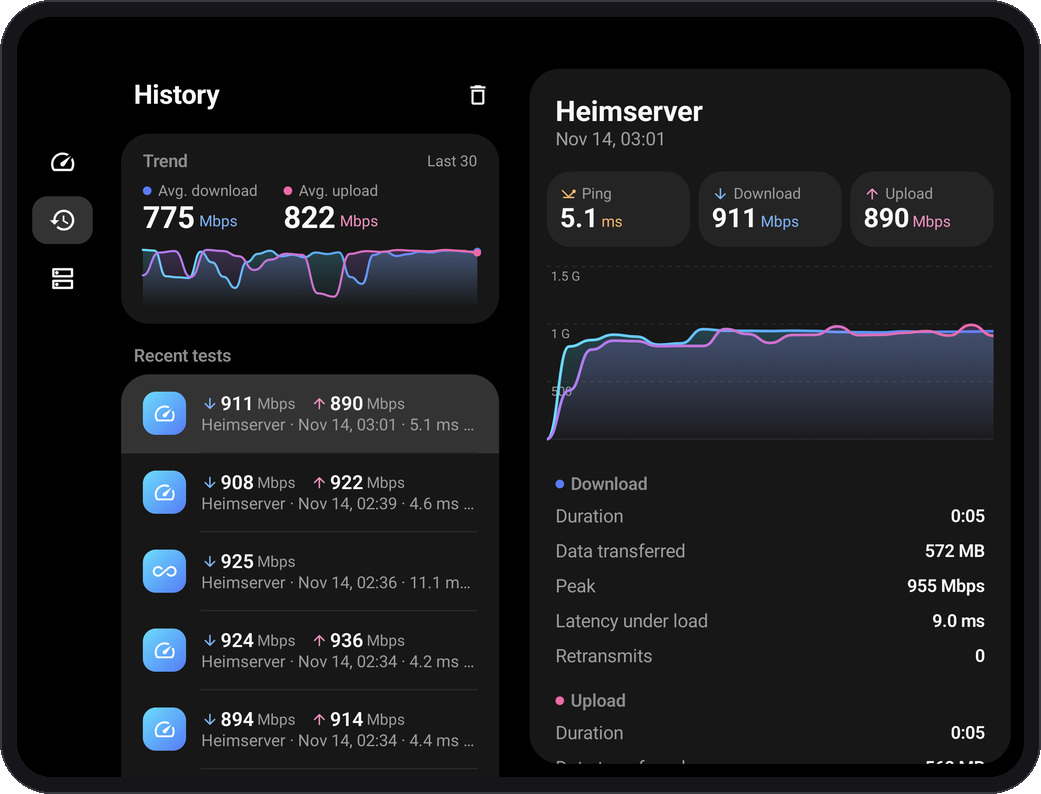 History
Trend
Last 30
Avg. download
Avg. upload
775 Mbps
822 Mbps
Recent tests
911 Mbps 890 Mbps
Heimserver · Nov 14, 03:01 · 5.1 ms ...
908 Mbps 922 Mbps
Heimserver · Nov 14, 02:39 · 4.6 ms ...
925 Mbps
Heimserver · Nov 14, 02:36 · 11.1 m...
924 Mbps 936 Mbps
Heimserver · Nov 14, 02:34 · 4.2 ms ...
894 Mbps 914 Mbps
Heimserver · Nov 14, 02:34 · 4.4 ms ...
Heimserver
Nov 14, 03:01
Ping
5.1 ms
Download
911 Mbps
Upload
890 Mbps
1.5 G
1 G
500
Download
Duration 0:05
Data transferred 572 MB
Peak 955 Mbps
Latency under load 9.0 ms
Retransmits 0
Upload
Duration 0:05